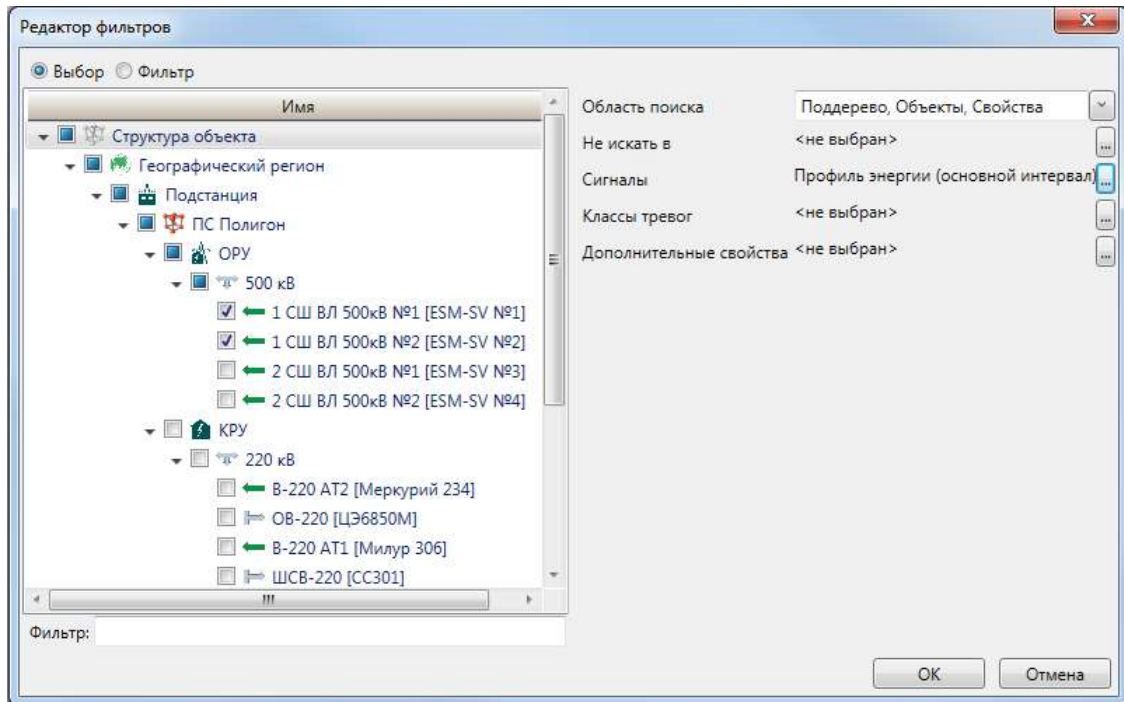 Редактор фильтров
Выбор Фильтр
Имя
Структура объекта
Географический регион
Подстанция
ПС Полигон
ОРУ
500 кВ
1 СШ ВЛ 500кВ №1 [ESM-SV №1]
1 СШ ВЛ 500кВ №2 [ESM-SV №2]
2 СШ ВЛ 500кВ №1 [ESM-SV №3]
2 СШ ВЛ 500кВ №2 [ESM-SV №4]
КРУ
220 кВ
В-220 АТ2 [Меркурий 234]
ОВ-220 [ЦЭ6850М]
В-220 АТ1 [Милур 306]
ШСВ-220 [СС301]
Фильтр:
Область поиска Поддерево, Объекты, Свойства
Не искать в <не выбран> ...
Сигналы Профиль энергии (основной интервал) ...
Классы тревог <не выбран> ...
Дополнительные свойства <не выбран> ...
ОК Отмена